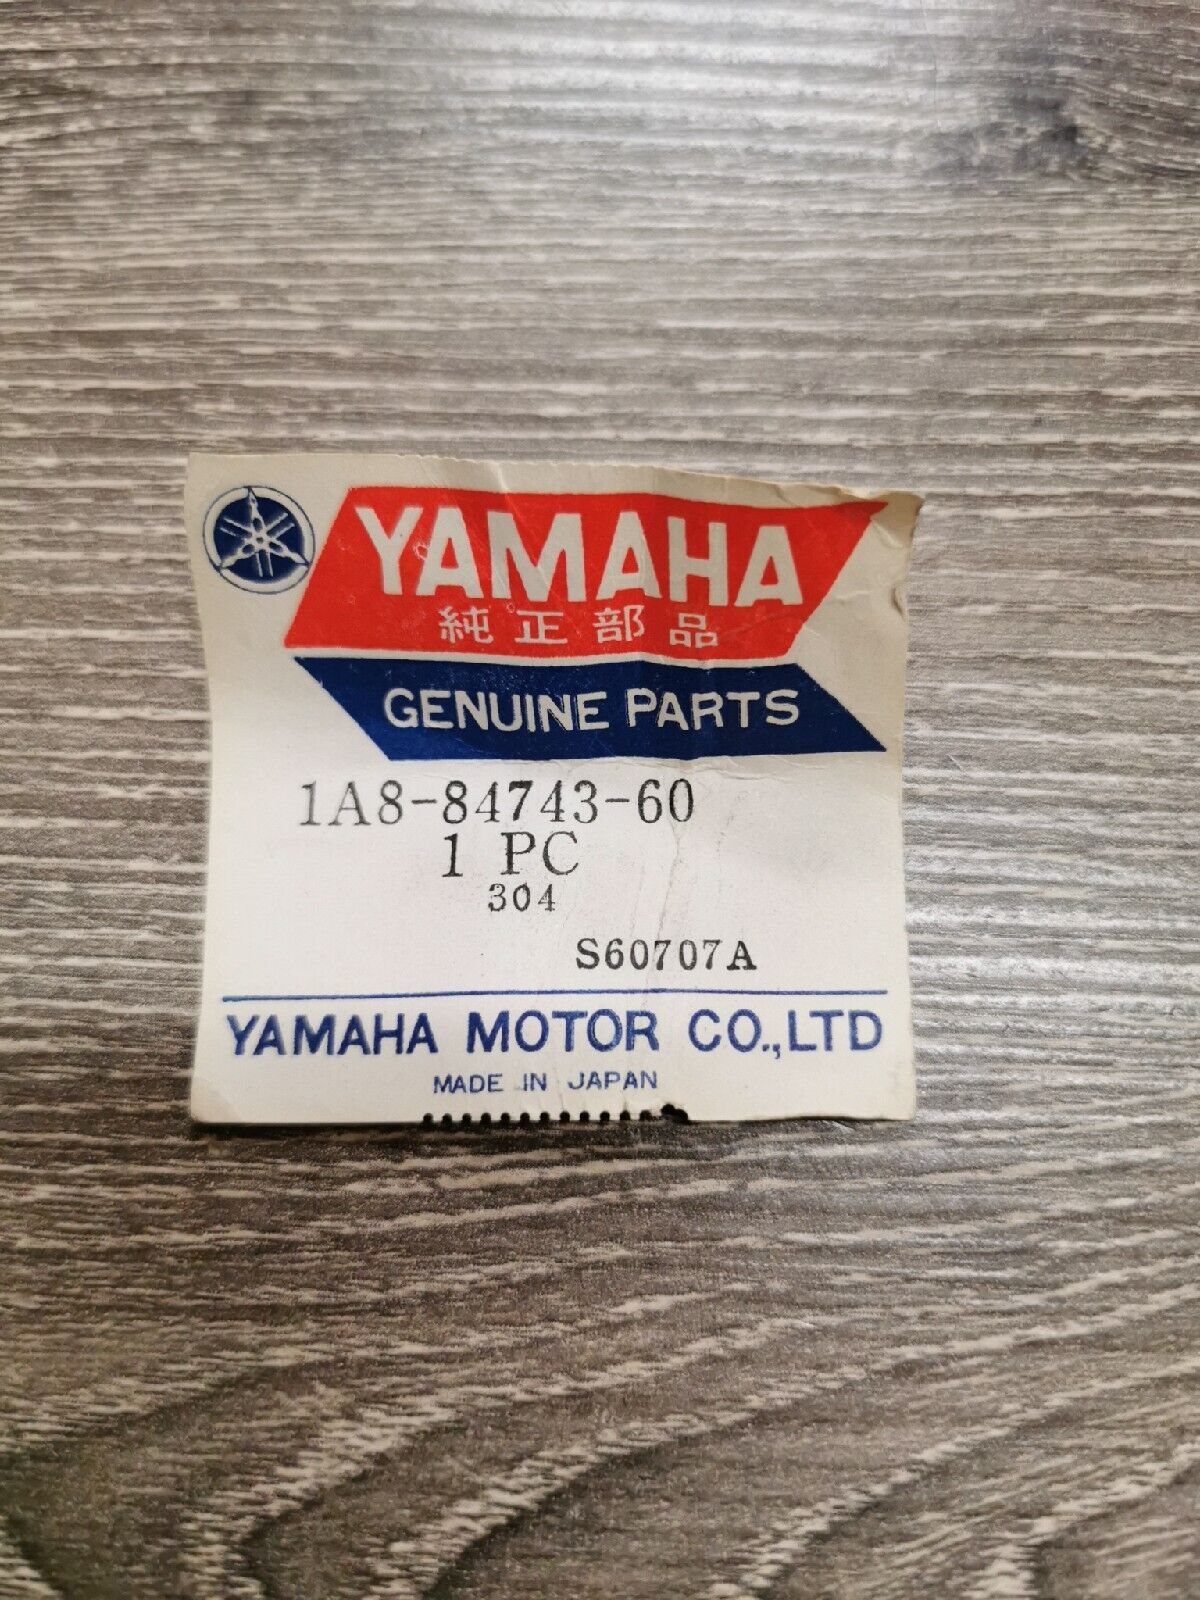 YAMAHA
純正部品
GENUINE PARTS
1A8-84743-60
1 PC
304
S60707A
YAMAHA MOTOR CO.,LTD
MADE IN JAPAN